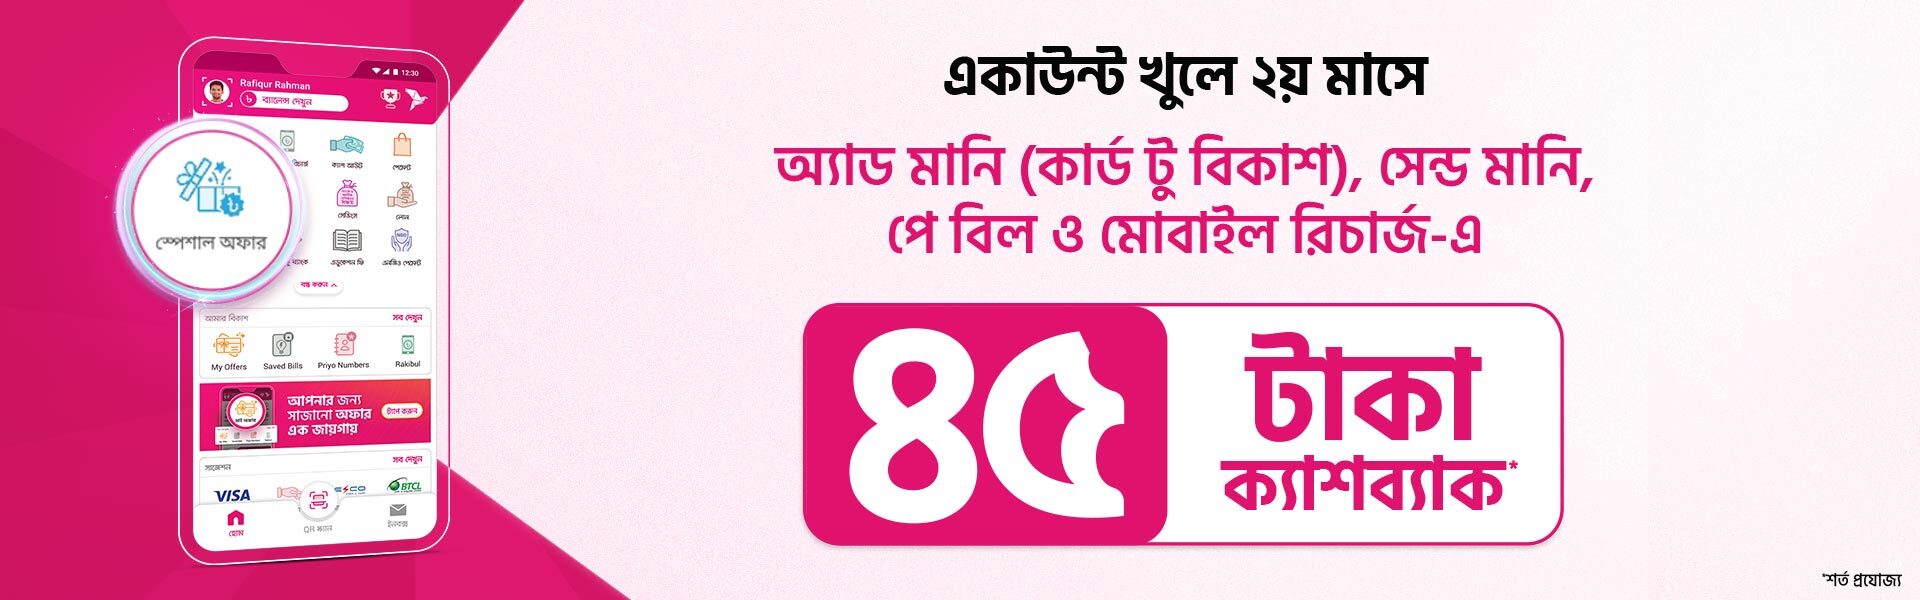 12:30
Rafiqur Rahman
ব্যালেন্স দেখুন
ক্যাশ আউট
পেমেন্ট
স্পেশাল অফার
সেভিংস
লোন
এডুকেশন ফি
এনজিও পেমেন্ট
বন্ধ করুন
আমার বিকাশ
সব দেখুন
My Offers
Saved Bills
Priyo Numbers
Rakibul
আপনার জন্য
সাজানো অফার
এক জায়গায়
ট্যাপ করুন
সাজেশন
সব দেখুন
VISA
BTCL
হোম
QR স্ক্যান
ইনবক্স
একাউন্ট খুলে ২য় মাসে
অ্যাড মানি (কার্ড টু বিকাশ), সেন্ড মানি,
পে বিল ও মোবাইল রিচার্জ-এ
৪৫
টাকা
ক্যাশব্যাক*
*শর্ত প্রযোজ্য